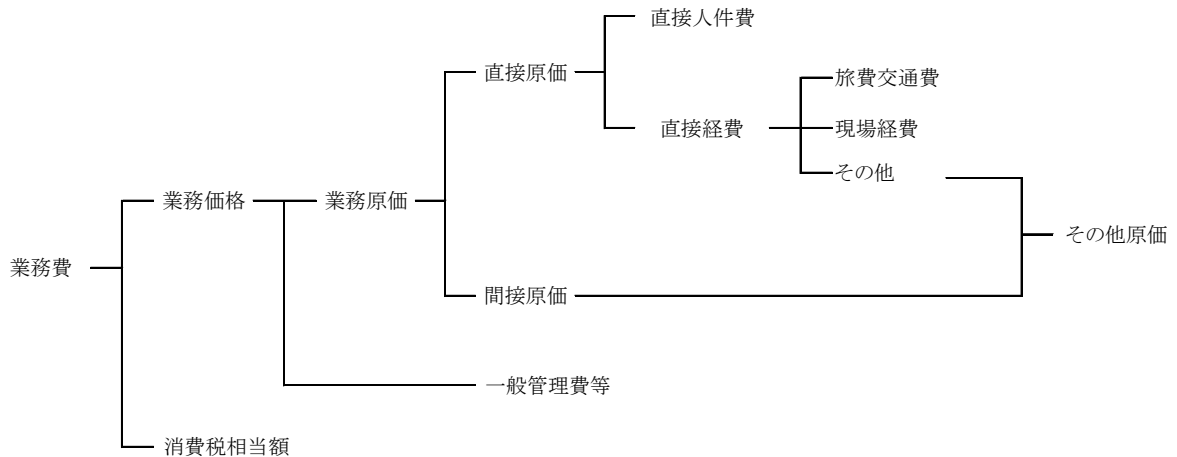 直接人件費
直接原価
旅費交通費
直接経費
現場経費
その他
業務価格
業務原価
その他原価
業務費
間接原価
一般管理費等
消費税相当額